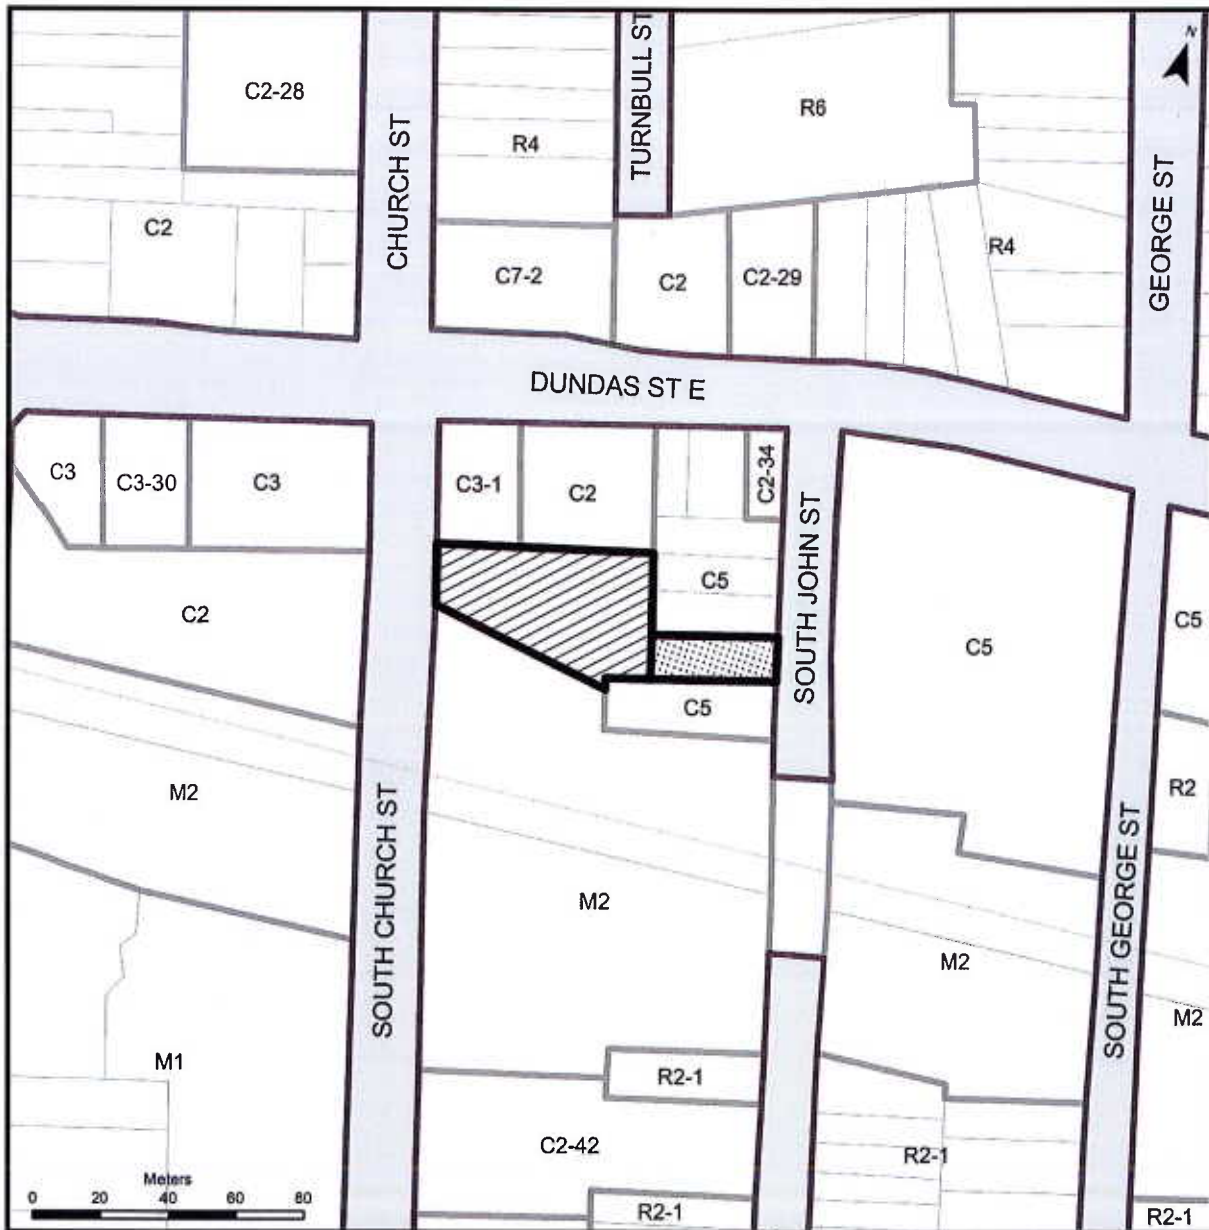 N
C2-28
CHURCH ST
TURNBULL ST
R6
R4
GEORGE ST
C2
R4
C7-2
C2
C2-29
DUNDAS ST E
C3
C3-30
C3
C3-1
C2
C2-34
SOUTH JOHN ST
C5
C2
C5
C5
C5
M2
R2
SOUTH CHURCH ST
M2
SOUTH GEORGE ST
M2
M2
M1
R2-1
C2-42
R2-1
Meters
0 20 40 60 80
R2-1
R2-1